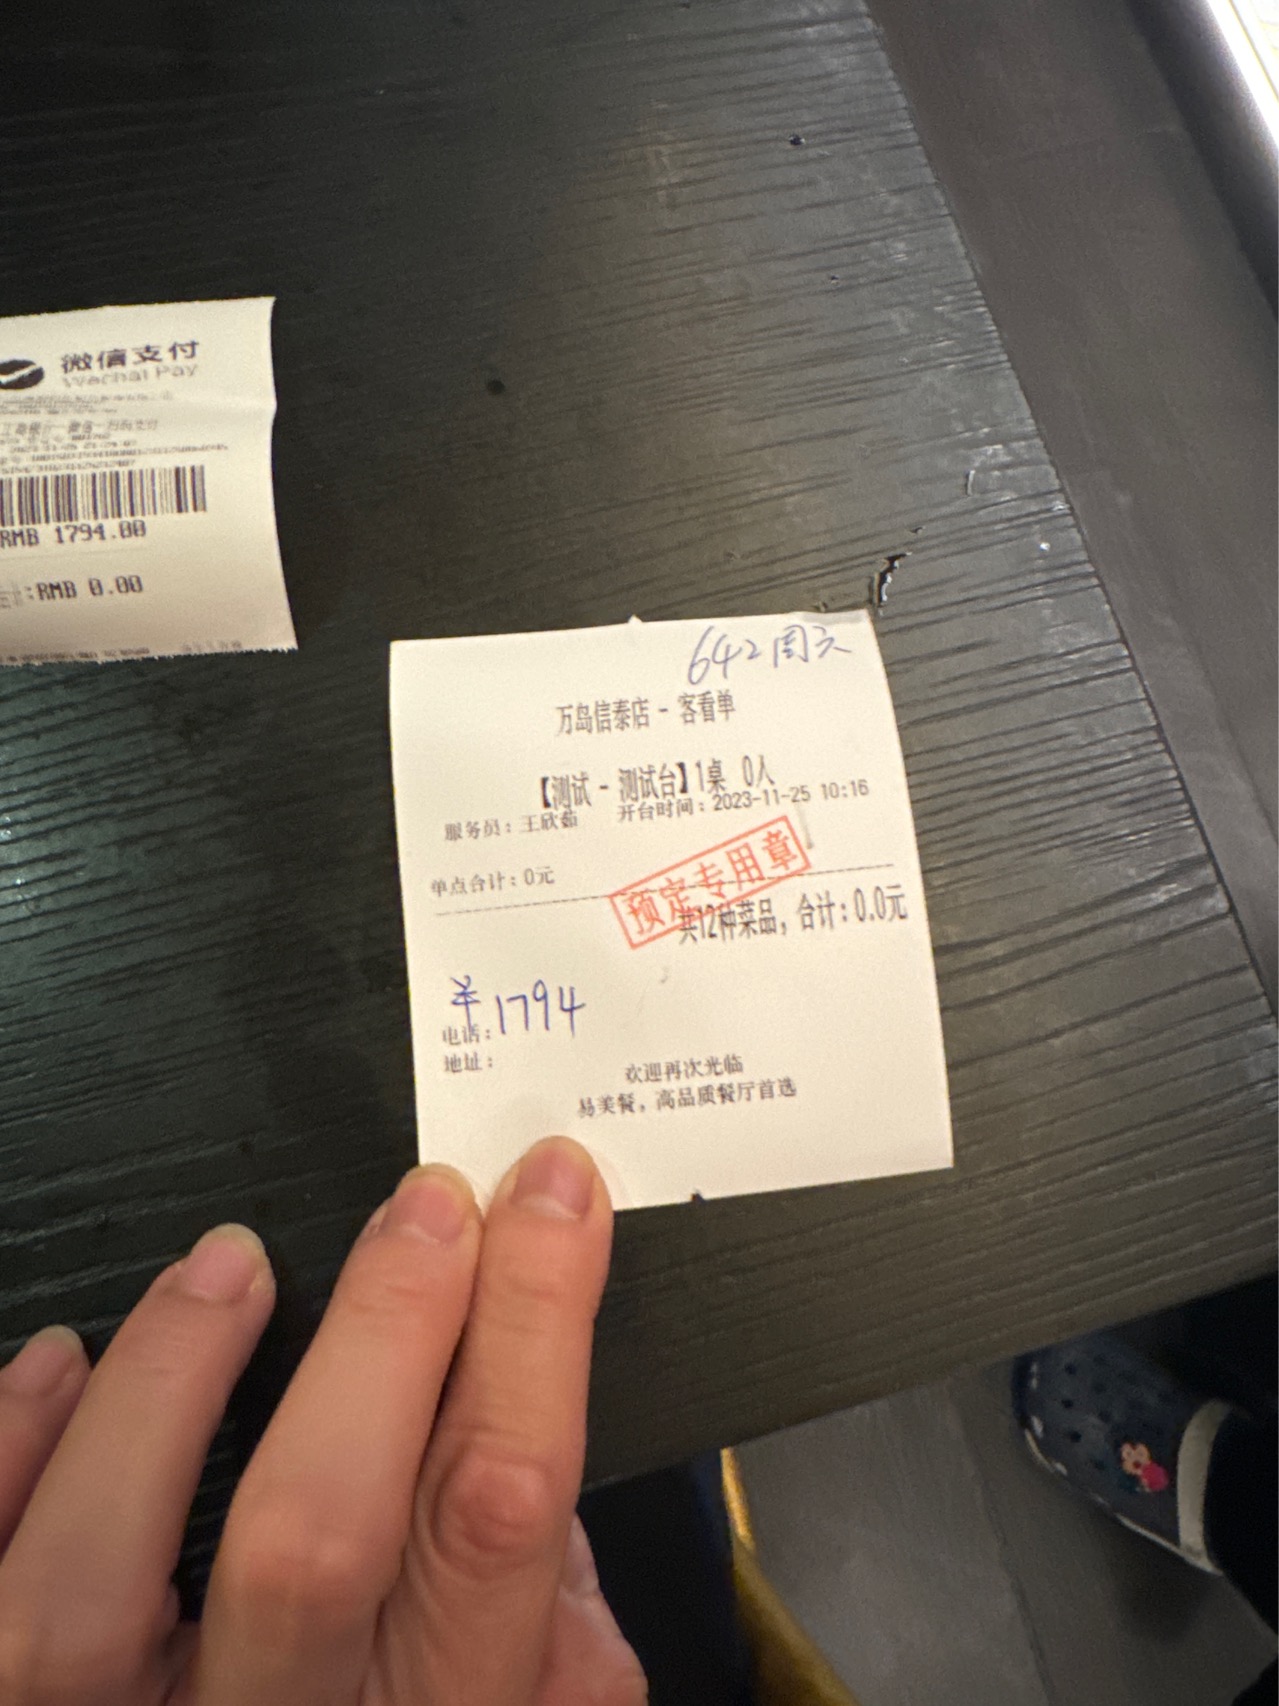 微信支付
Wechat Pay
RMB 1794.00
RMB 0.00
642周六
万岛信泰店 - 客看单
【测试 - 测试台】1桌 0人
服务员：王欣茹 开台时间：2023-11-25 10:16
单点合计：0元
预定专用章
共12种菜品，合计：0.0元
￥1794
电话：
地址：
欢迎再次光临
易美餐，高品质餐厅首选